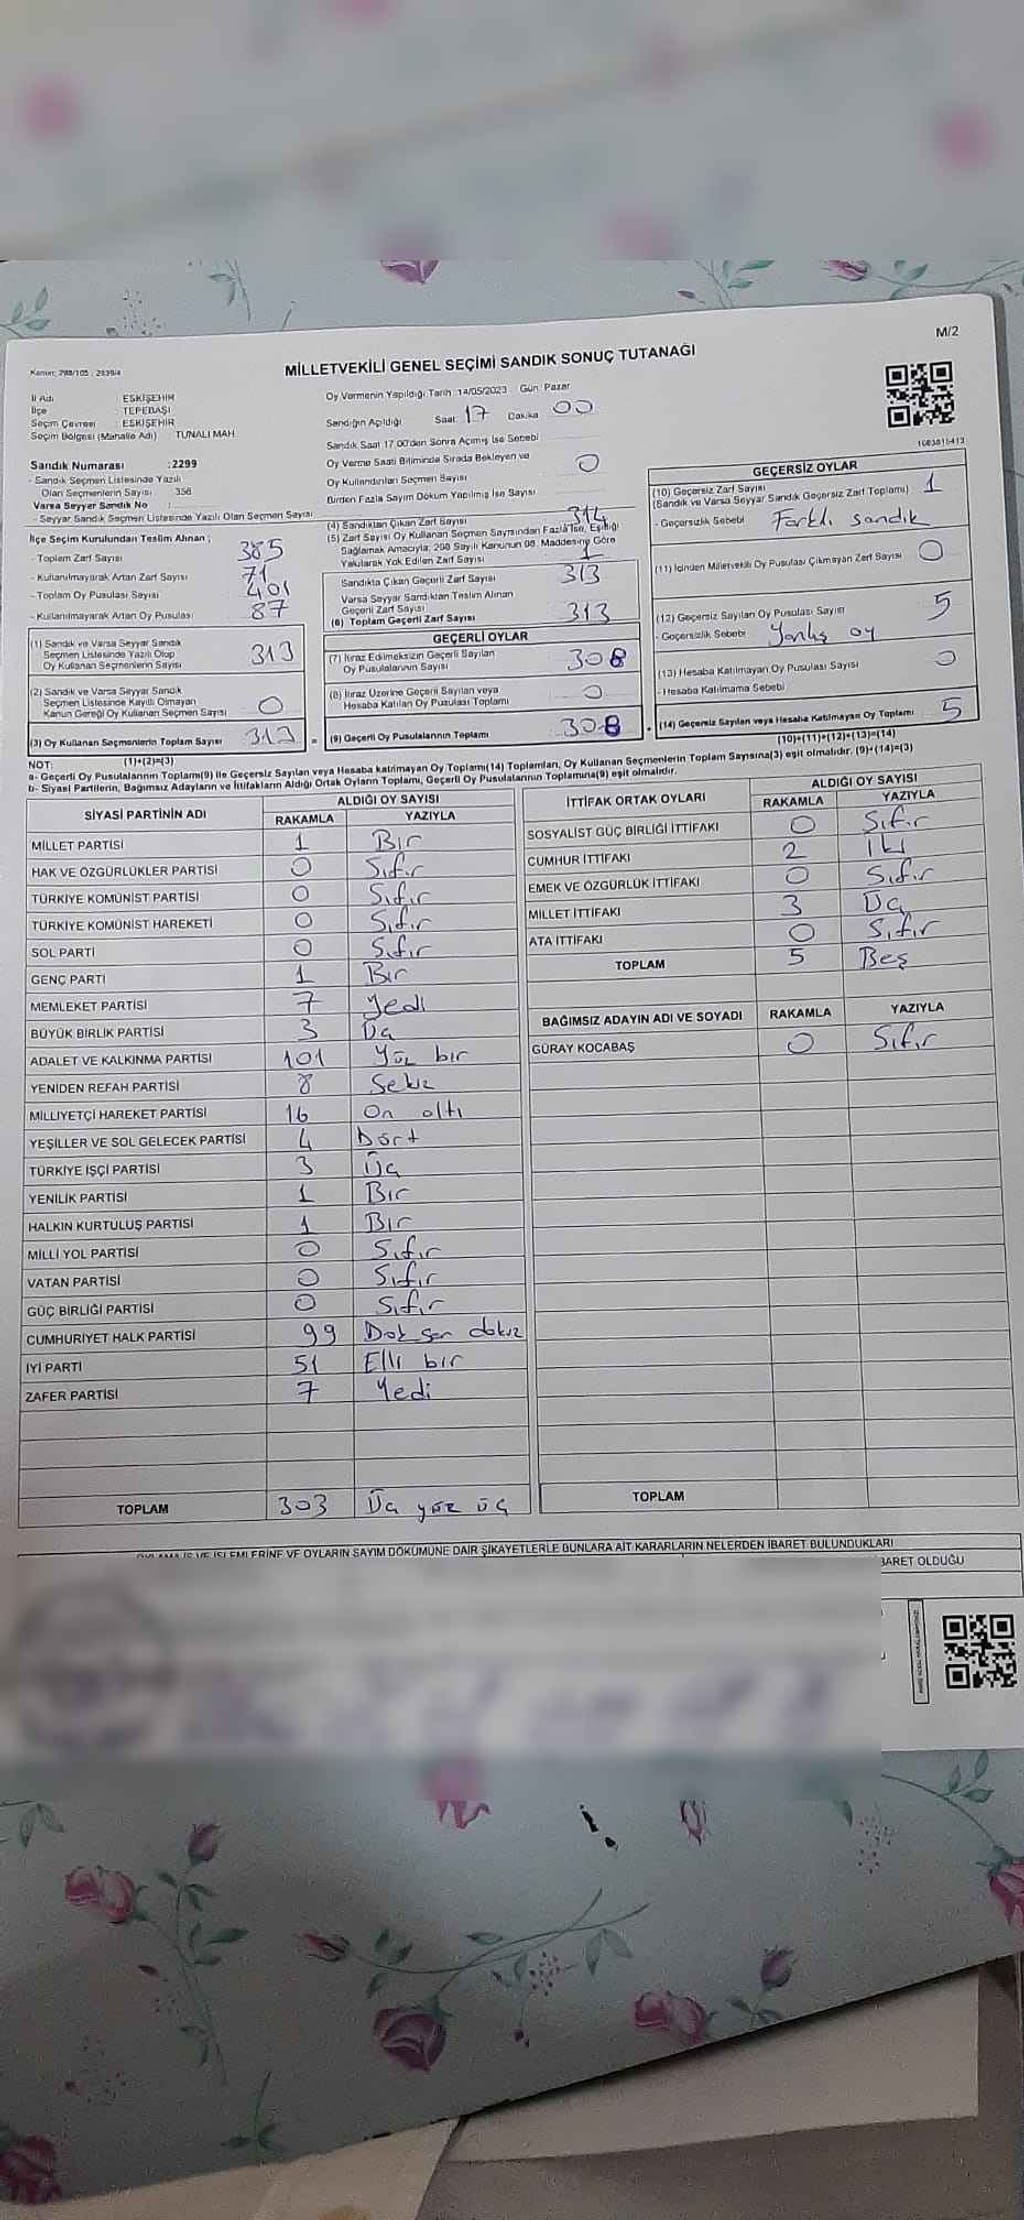 M/2
MİLLETVEKİLİ GENEL SEÇİMİ SANDIK SONUÇ TUTANAĞI
İl Adı : ESKİŞEHİR
İlçe : TEPEBAŞI
Seçim Çevresi : ESKİŞEHİR
Seçim Bölgesi (Mahalle Adı) TUNALI MAH
Sandık Numarası : 2299
- Sandık Seçmen Listesinde Yazılı
Olan Seçmenlerin Sayısı 358
Varsa Seyyar Sandık No :
- Seyyar Sandık Seçmen Listesinde Yazılı Olan Seçmen Sayısı
İlçe Seçim Kurulundan Teslim Alınan ;
- Toplam Zarf Sayısı 385
- Kullanılmayarak Artan Zarf Sayısı 71
- Toplam Oy Pusulası Sayısı 401
- Kullanılmayarak Artan Oy Pusulası 87
(1) Sandık ve Varsa Seyyar Sandık
Seçmen Listesinde Yazılı Olup
Oy Kullanan Seçmenlerin Sayısı 313
(2) Sandık ve Varsa Seyyar Sandık
Seçmen Listesinde Kayıtlı Olmayan
Kanun Gereği Oy Kullanan Seçmen Sayısı 0
(3) Oy Kullanan Seçmenlerin Toplam Sayısı 313 =
(1)+(2)=(3)
Oy Vermenin Yapıldığı Tarih :14/05/2023 Gün: Pazar
Sandığın Açıldığı Saat: 17 Dakika 00
Sandık Saat 17.00'den Sonra Açılmış İse Sebebi
Oy Verme Saati Bitiminde Sırada Bekleyen ve
Oy Kullandırılan Seçmen Sayısı 0
Birden Fazla Sayım Döküm Yapılmış İse Sayısı
(4) Sandıktan Çıkan Zarf Sayısı 314
(5) Zarf Sayısı Oy Kullanan Seçmen Sayısından Fazla İse, Eşitliği
Sağlamak Amacıyla; 298 Sayılı Kanunun 98. Maddesine Göre
Yakılarak Yok Edilen Zarf Sayısı 1
Sandıkta Çıkan Geçerli Zarf Sayısı 313
Varsa Seyyar Sandıktan Teslim Alınan
Geçerli Zarf Sayısı
(6) Toplam Geçerli Zarf Sayısı 313
GEÇERLİ OYLAR
(7) İtiraz Edilmeksizin Geçerli Sayılan
Oy Pusulalarının Sayısı 308
(8) İtiraz Üzerine Geçerli Sayılan veya
Hesaba Katılan Oy Pusulası Toplamı 0
(9) Geçerli Oy Pusulalarının Toplamı 308 +
GEÇERSİZ OYLAR
(10) Geçersiz Zarf Sayısı
(Sandık ve Varsa Seyyar Sandık Geçersiz Zarf Toplamı) 1
- Geçersizlik Sebebi Farklı sandık
(11) İçinden Milletvekili Oy Pusulası Çıkmayan Zarf Sayısı 0
(12) Geçersiz Sayılan Oy Pusulası Sayısı 5
- Geçersizlik Sebebi Yanlış oy
(13) Hesaba Katılmayan Oy Pusulası Sayısı 0
- Hesaba Katılmama Sebebi
(14) Geçersiz Sayılan veya Hesaba Katılmayan Oy Toplamı 5
(10)+(11)+(12)+(13)=(14)
NOT:
a- Geçerli Oy Pusulalarının Toplamı(9) ile Geçersiz Sayılan veya Hesaba katılmayan Oy Toplamı(14) Toplamları, Oy Kullanan Seçmenlerin Toplam Sayısına(3) eşit olmalıdır. (9)+(14)=(3)
b- Siyasi Partilerin, Bağımsız Adayların ve İttifakların Aldığı Ortak Oyların Toplamı, Geçerli Oy Pusulalarının Toplamına(9) eşit olmalıdır.
SİYASİ PARTİNİN ADI ALDIĞI OY SAYISI
RAKAMLA YAZIYLA
MİLLET PARTİSİ 1 Bir
HAK VE ÖZGÜRLÜKLER PARTİSİ 0 Sıfır
TÜRKİYE KOMÜNİST PARTİSİ 0 Sıfır
TÜRKİYE KOMÜNİST HAREKETİ 0 Sıfır
SOL PARTİ 0 Sıfır
GENÇ PARTİ 1 Bir
MEMLEKET PARTİSİ 7 Yedi
BÜYÜK BİRLİK PARTİSİ 3 Üç
ADALET VE KALKINMA PARTİSİ 101 Yüz bir
YENİDEN REFAH PARTİSİ 8 Sekiz
MİLLİYETÇİ HAREKET PARTİSİ 16 On altı
YEŞİLLER VE SOL GELECEK PARTİSİ 4 Dört
TÜRKİYE İŞÇİ PARTİSİ 3 Üç
YENİLİK PARTİSİ 1 Bir
HALKIN KURTULUŞ PARTİSİ 1 Bir
MİLLİ YOL PARTİSİ 0 Sıfır
VATAN PARTİSİ 0 Sıfır
GÜÇ BİRLİĞİ PARTİSİ 0 Sıfır
CUMHURİYET HALK PARTİSİ 99 Doksan dokuz
İYİ PARTİ 51 Elli bir
ZAFER PARTİSİ 7 Yedi
TOPLAM 303 Üç yüz üç
İTTİFAK ORTAK OYLARI ALDIĞI OY SAYISI
RAKAMLA YAZIYLA
SOSYALİST GÜÇ BİRLİĞİ İTTİFAKI 0 Sıfır
CUMHUR İTTİFAKI 2 İki
EMEK VE ÖZGÜRLÜK İTTİFAKI 0 Sıfır
MİLLET İTTİFAKI 3 Üç
ATA İTTİFAKI 0 Sıfır
TOPLAM 5 Beş
BAĞIMSIZ ADAYIN ADI VE SOYADI RAKAMLA YAZIYLA
GÜRAY KOCABAŞ 0 Sıfır
TOPLAM
İŞLEMLERİNE VE OYLARIN SAYIM DÖKÜMÜNE DAİR ŞİKAYETLERLE BUNLARA AİT KARARLARIN NELERDEN İBARET BULUNDUKLARI
BARET OLDUĞU